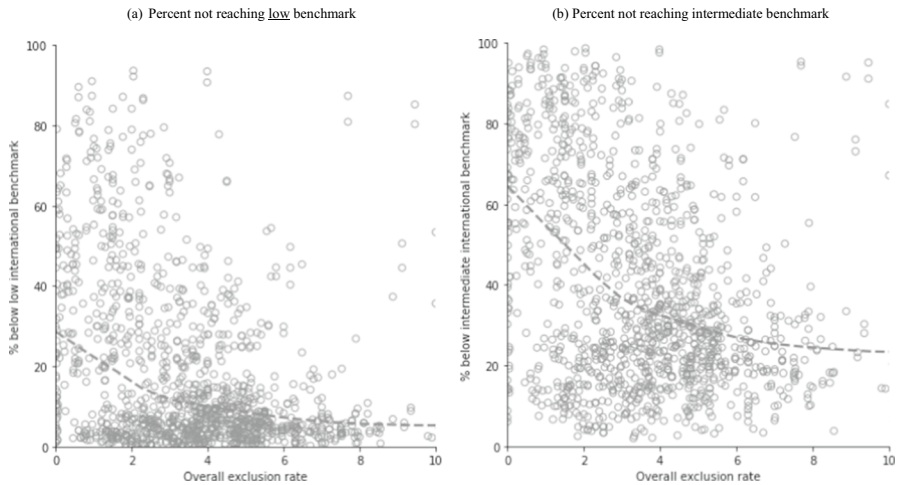 (a) Percent not reaching low benchmark
100
80
60
40
20
0
% below low international benchmark
0 2 4 6 8 10
Overall exclusion rate
(b) Percent not reaching intermediate benchmark
100
80
60
40
20
0
% below intermediate international benchmark
0 2 4 6 8 10
Overall exclusion rate